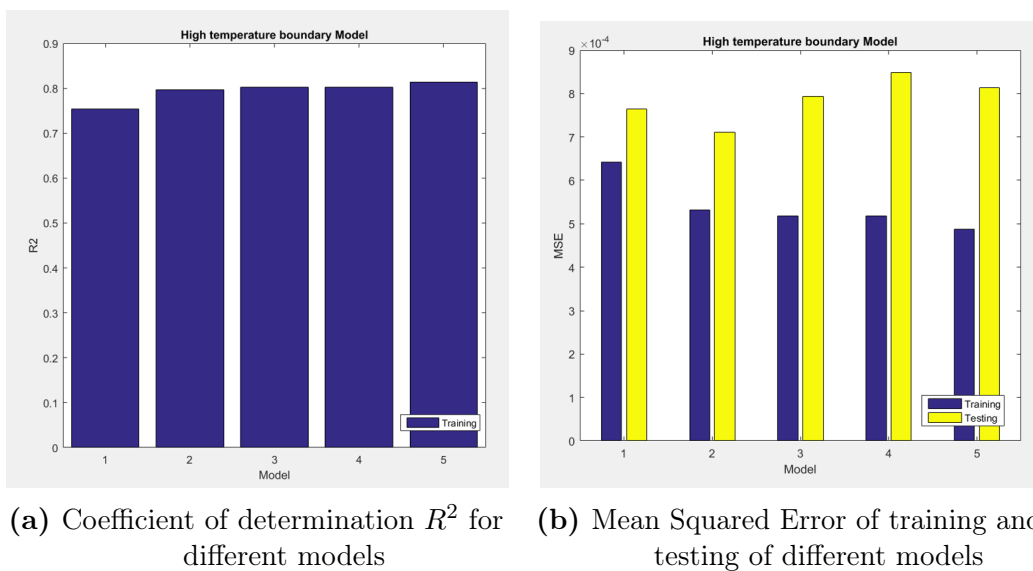 High temperature boundary Model
0.9
0.8
0.7
0.6
0.5
0.4
0.3
0.2
0.1
0
R2
1 2 3 4 5
Model
Training
(a) Coefficient of determination R² for
different models
High temperature boundary Model
×10⁻⁴
9
8
7
6
5
4
3
2
1
0
MSE
1 2 3 4 5
Model
Training
Testing
(b) Mean Squared Error of training and
testing of different models